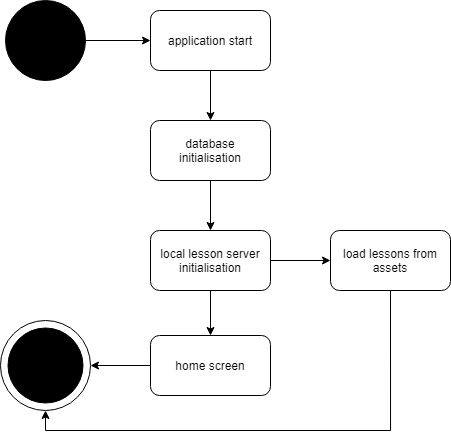 application start
database
initialisation
local lesson server
initialisation
load lessons from
assets
home screen